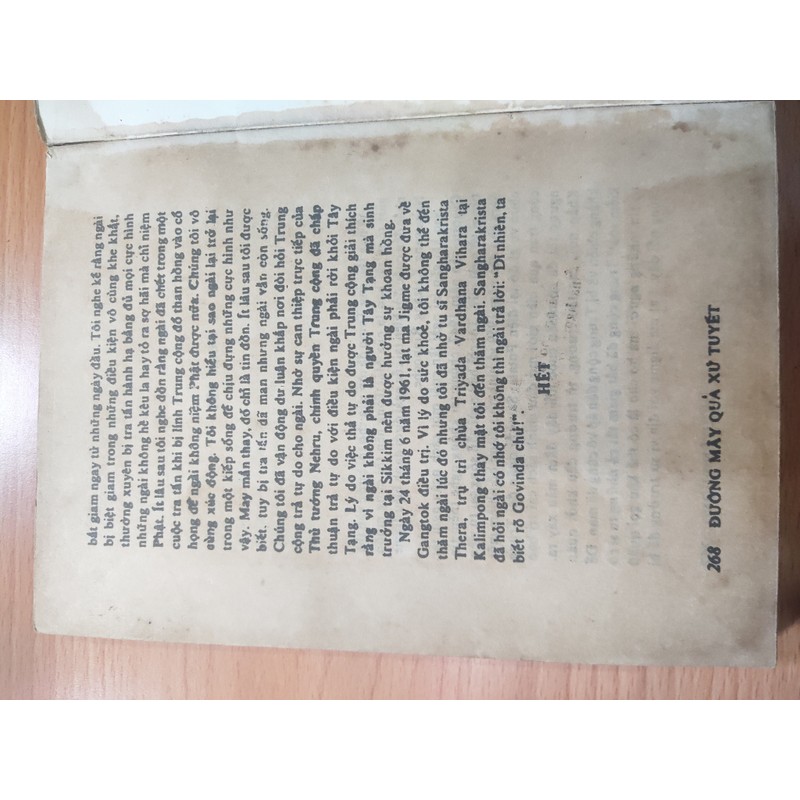 bắt giam ngay từ những ngày đầu. Tôi nghe kể rằng ngài
bị biệt giam trong những điều kiện vô cùng khe khắt,
thường xuyên bị tra tấn hành hạ bằng đủ mọi cực hình
nhưng ngài không hề kêu la hay tỏ ra sợ hãi mà chỉ niệm
Phật. Ít lâu sau tôi nghe đồn rằng ngài đã chết trong một
cuộc tra tấn khi bị lính Trung cộng đổ than hồng vào cổ
họng để ngài không niệm Phật được nữa. Chúng tôi vô
cùng xúc động. Tôi không hiểu tại sao ngài lại trở lại
trong một kiếp sống để chịu đựng những cực hình như
vậy. May mắn thay, đó chỉ là tin đồn. Ít lâu sau tôi được
biết, tuy bị tra tấn dã man nhưng ngài vẫn còn sống.
Chúng tôi đã vận động dư luận khắp nơi đòi hỏi Trung
cộng trả tự do cho ngài. Nhờ sự can thiệp trực tiếp của
Thủ tướng Nehru, chính quyền Trung cộng đã chấp
thuận trả tự do với điều kiện ngài phải rời khỏi Tây
Tạng. Lý do việc thả tự do được Trung cộng giải thích
rằng vì ngài không phải là người Tây Tạng mà sinh
trưởng tại Sikkim nên được hưởng sự khoan hồng.
Ngày 24 tháng 6 năm 1961, lạt ma Jigme được đưa về
Gangtok điều trị. Vì lý do sức khoẻ, tôi không thể đến
thăm ngài lúc đó nhưng tôi đã nhờ tu sĩ Sangharakrista
Thera, trụ trì chùa Triyada Vardhana Vihara tại
Kalimpong thay mặt tôi đến thăm ngài. Sangharakrista
đã hỏi ngài có nhớ tôi không thì ngài trả lời: "Dĩ nhiên, ta
biết rõ Govinda chứ!".
HẾT
268 ĐƯỜNG MÂY QUA XỨ TUYẾT